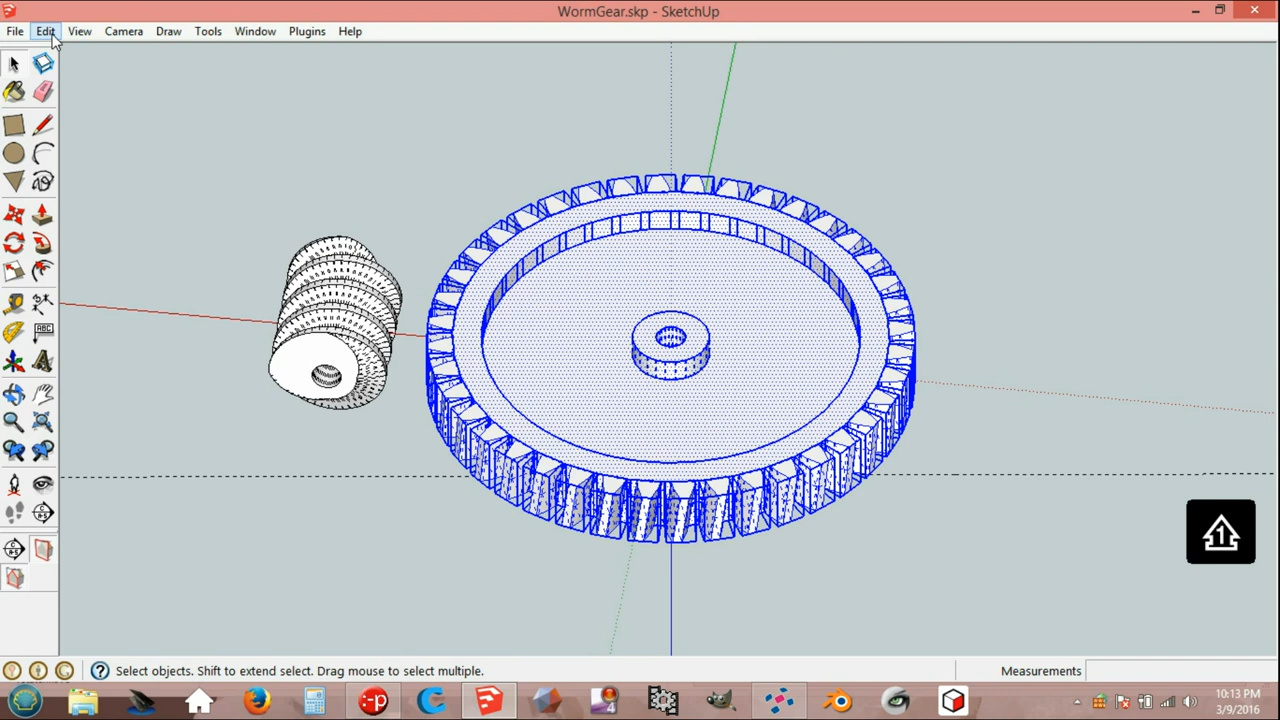 WormGear.skp - SketchUp
File Edit View Camera Draw Tools Window Plugins Help
ABC
Select objects. Shift to extend select. Drag mouse to select multiple.
Measurements
10:13 PM
3/9/2016